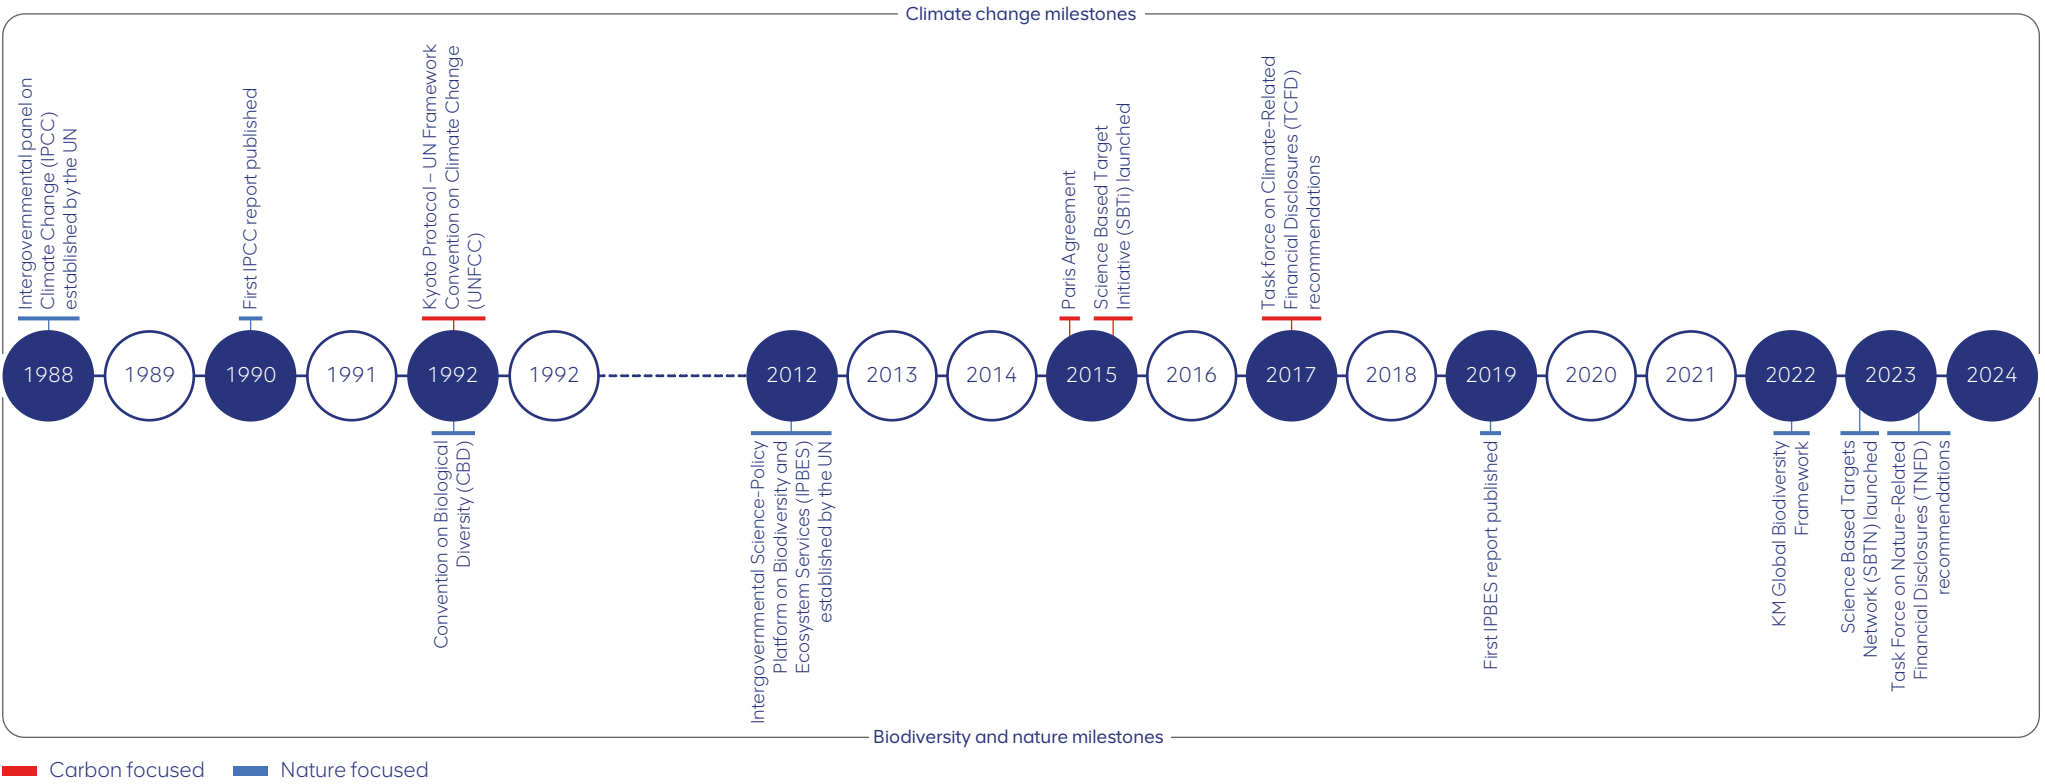 Climate change milestones
Intergovernmental panel on
Climate Change (IPCC)
established by the UN
First IPCC report published
Kyoto Protocol – UN Framework
Convention on Climate Change
(UNFCC)
Paris Agreement
Science Based Target
Initiative (SBTi) launched
Taskforce on Climate-Related
Financial Disclosures (TCFD)
recommendations
1988
1989
1990
1991
1992
1992
2012
2013
2014
2015
2016
2017
2018
2019
2020
2021
2022
2023
2024
Convention on Biological
Diversity (CBD)
Intergovernmental Science-Policy
Platform on Biodiversity and
Ecosystem Services (IPBES)
established by the UN
First IPBES report published
KM Global Biodiversity
Framework
Science Based Targets
Network (SBTN) launched
Task Force on Nature-Related
Financial Disclosures (TNFD)
recommendations
Biodiversity and nature milestones
Carbon focused
Nature focused